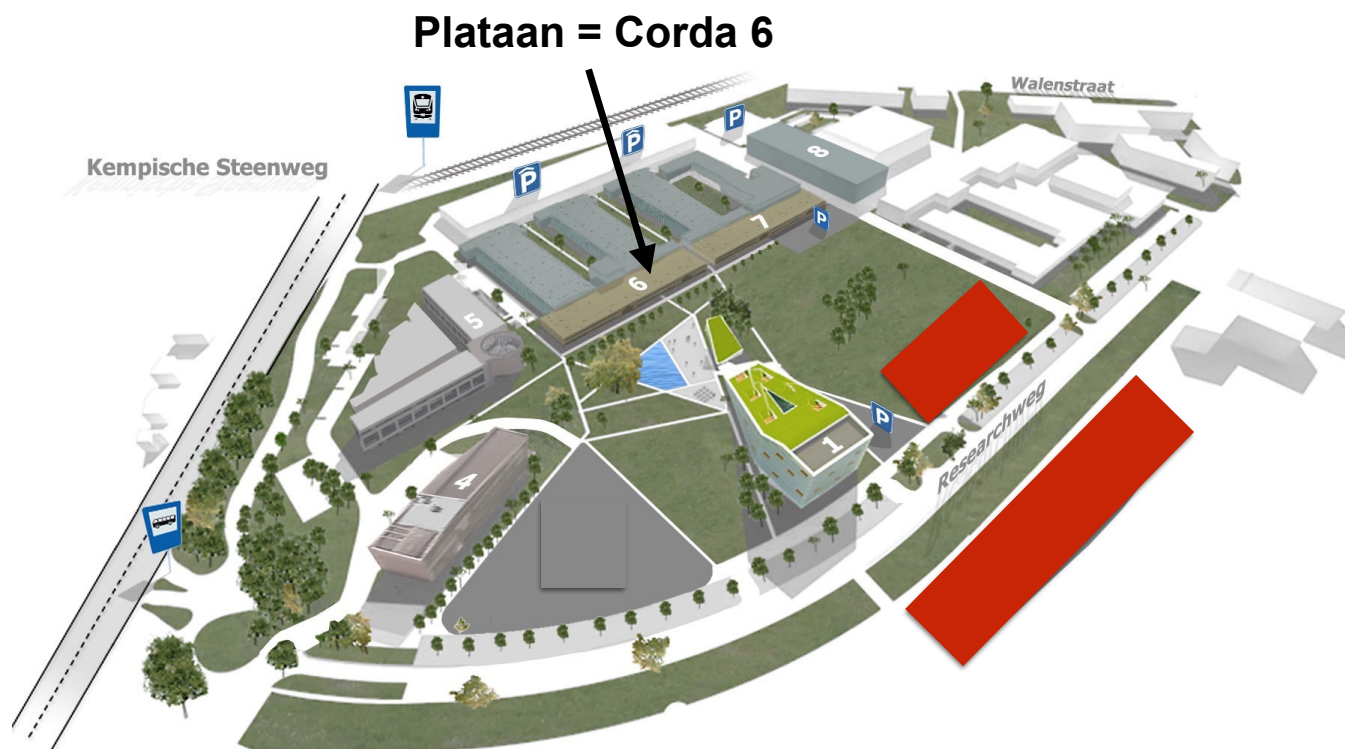 Plataan = Corda 6
Walenstraat
Kempische Steenweg
P
P
P
8
7
P
6
5
1
P
4
Researchweg